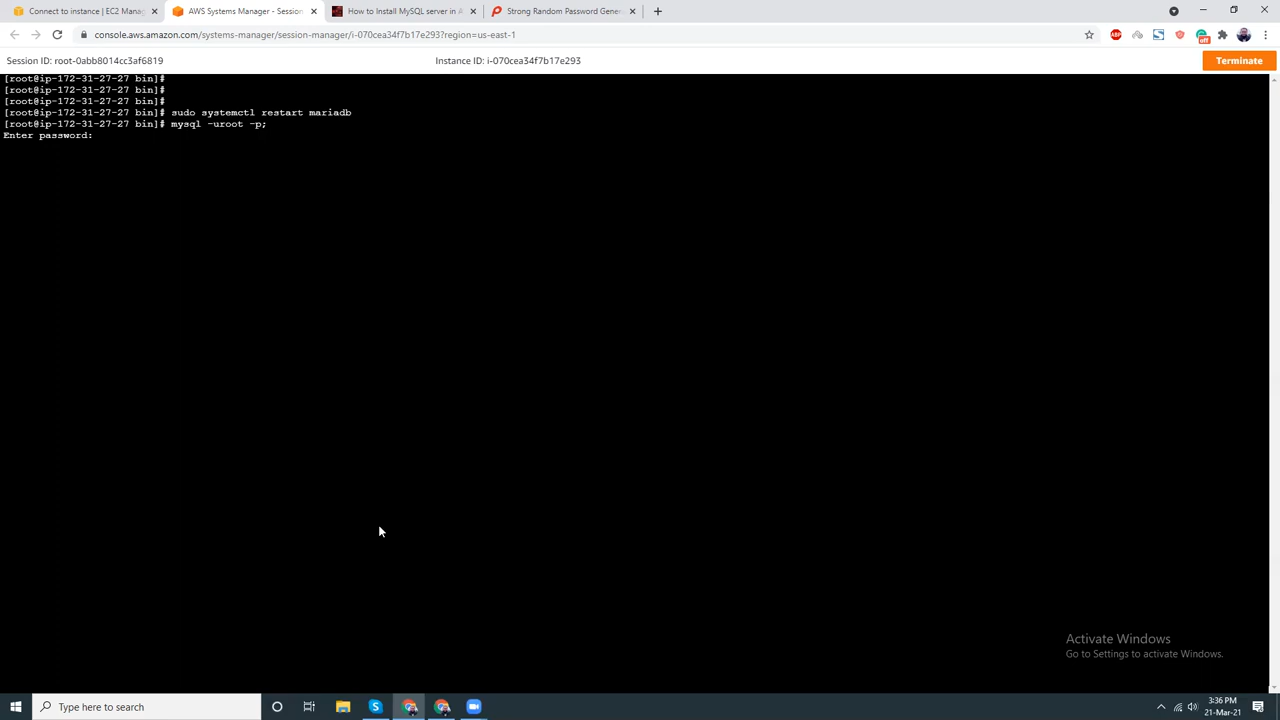 Connect to instance | EC2 Manag
AWS Systems Manager - Session
How to Install MySQL server in A
Strong Random Password Gener
console.aws.amazon.com/systems-manager/session-manager/i-070cea34f7b17e293?region=us-east-1
ABP
off
Session ID: root-0abb8014cc3af6819
Instance ID: i-070cea34f7b17e293
Terminate
[root@ip-172-31-27-27 bin]#
[root@ip-172-31-27-27 bin]#
[root@ip-172-31-27-27 bin]#
[root@ip-172-31-27-27 bin]# sudo systemctl restart mariadb
[root@ip-172-31-27-27 bin]# mysql -uroot -p;
Enter password:
Activate Windows
Go to Settings to activate Windows.
Type here to search
3:36 PM
21-Mar-21